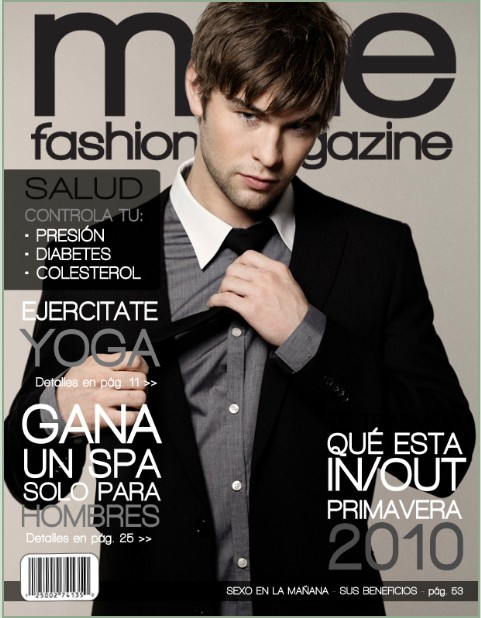 male
fashion magazine
SALUD
CONTROLA TU:
• PRESIÓN
• DIABETES
• COLESTEROL
EJERCITATE
YOGA
Detalles en pág. 11 >>
GANA
UN SPA
SOLO PARA
HOMBRES
Detalles en pág. 25 >>
QUÉ ESTA
IN/OUT
PRIMAVERA
2010
25002 74135
SEXO EN LA MAÑANA - SUS BENEFICIOS - pág. 53